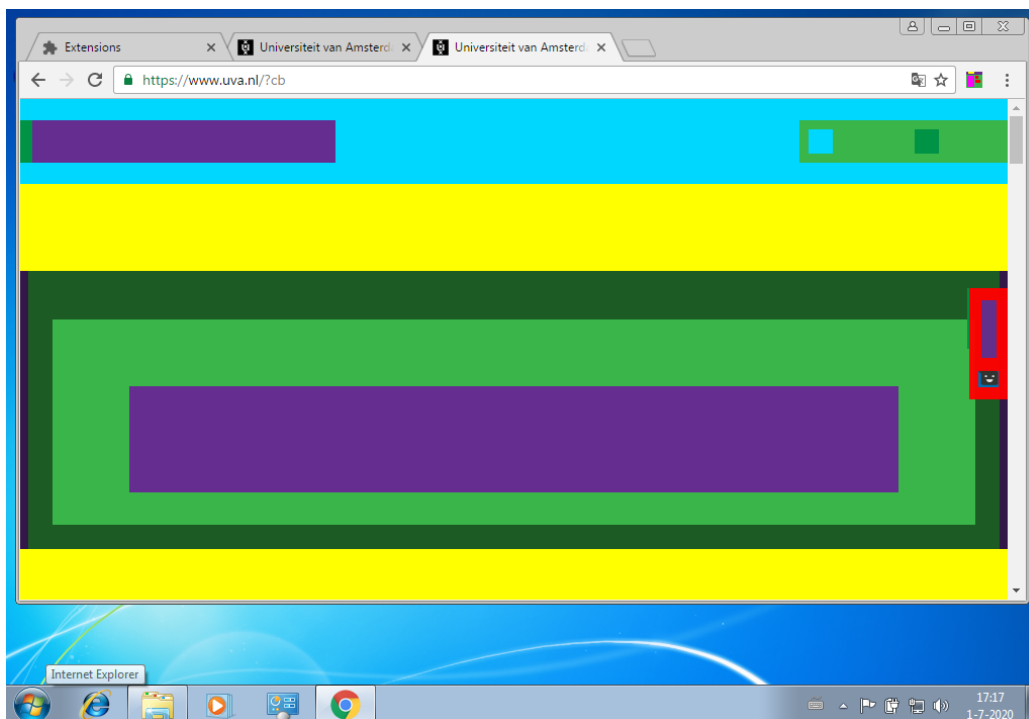 Extensions
Universiteit van Amsterd
Universiteit van Amsterd
https://www.uva.nl/?cb
Internet Explorer
17:17
1-7-2020